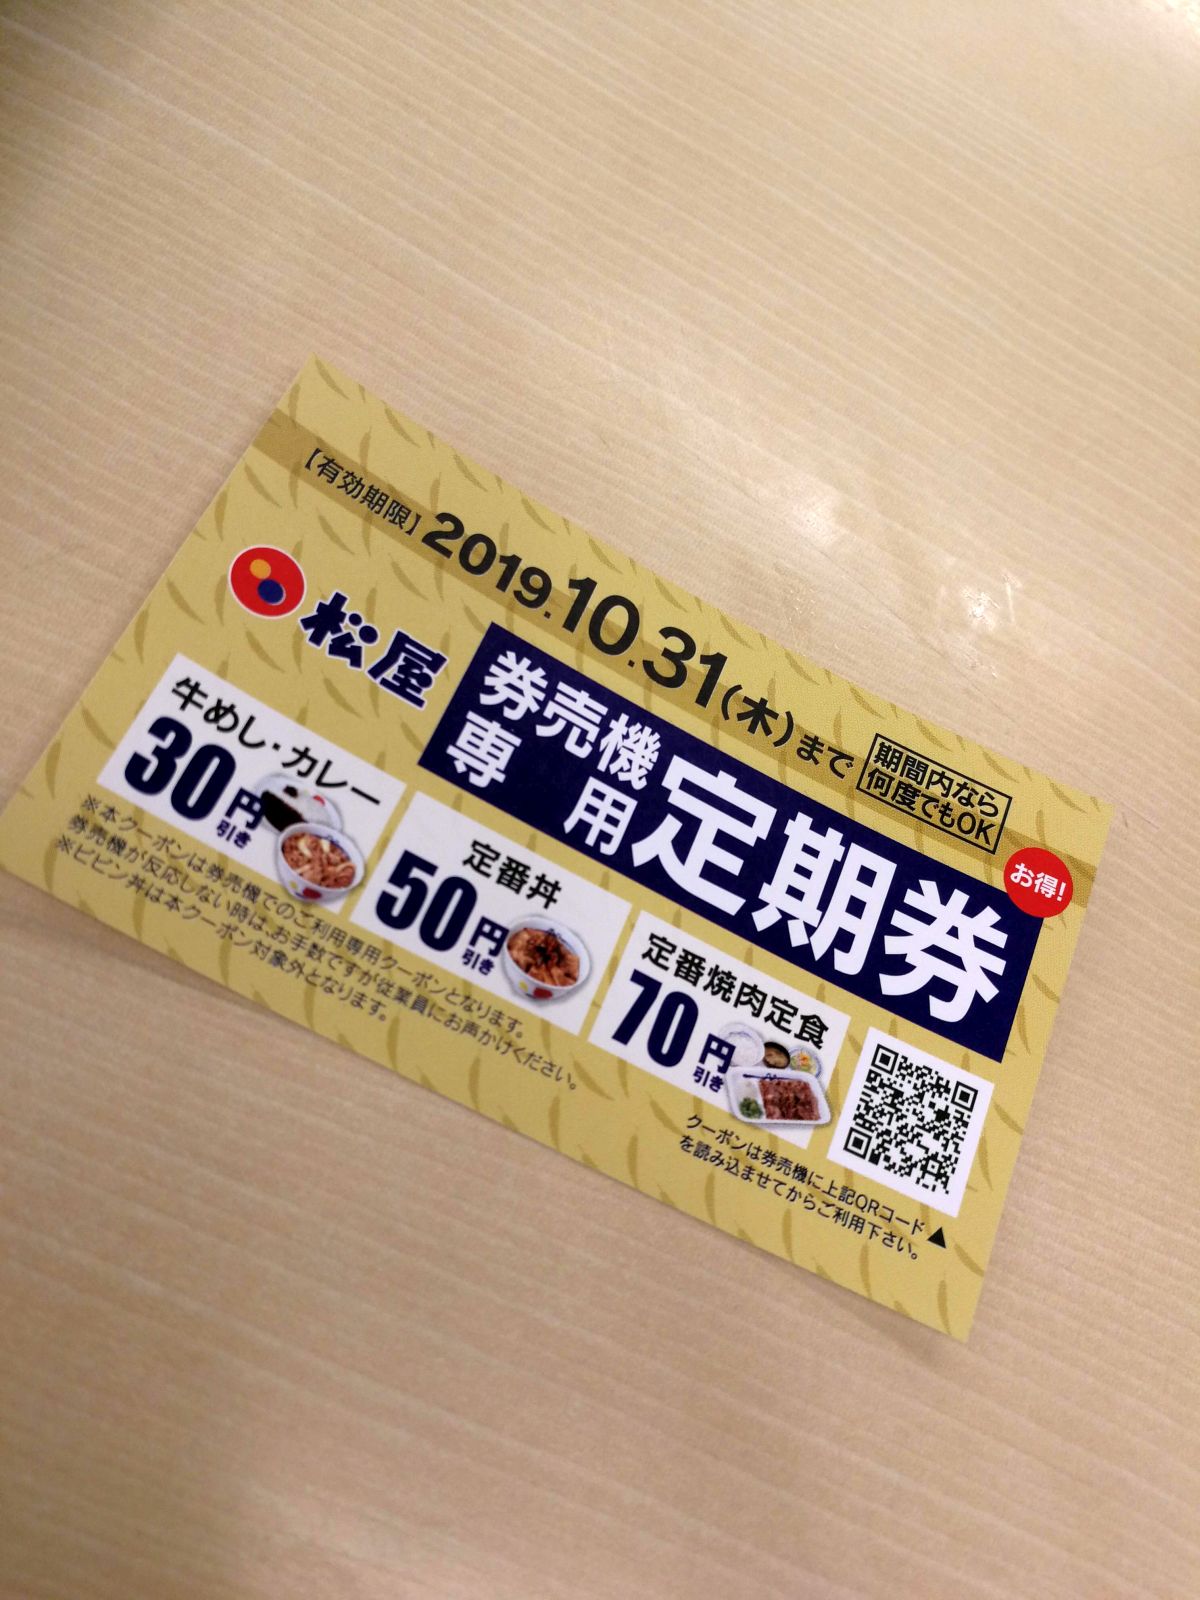 【有効期限】2019.10.31(木)まで
期間内なら
何度でもOK
松屋
券売機
専用
定期券
お得!
牛めし・カレー
30円引き
定番丼
50円引き
定番焼肉定食
70円引き
※本クーポンは券売機でのご利用専用クーポンとなります。
券売機が反応しない時は、お手数ですが従業員にお声かけください。
※ビビン丼は本クーポン対象外となります。
クーポンは券売機に上記QRコード▲
を読み込ませてからご利用下さい。